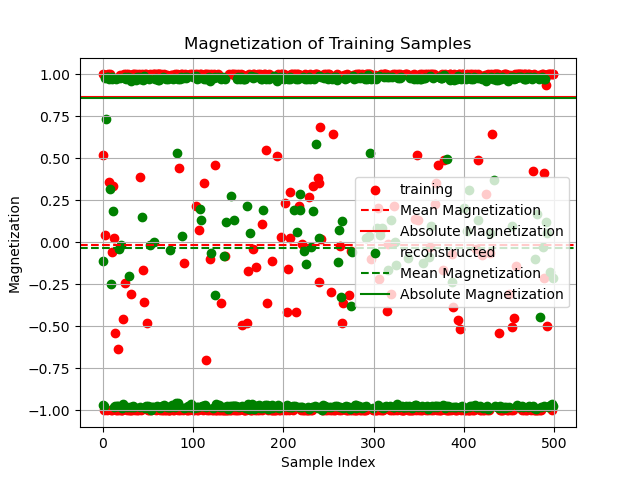 Magnetization of Training Samples
Magnetization
1.00
0.75
0.50
0.25
0.00
−0.25
−0.50
−0.75
−1.00
training
Mean Magnetization
Absolute Magnetization
reconstructed
Mean Magnetization
Absolute Magnetization
0 100 200 300 400 500
Sample Index